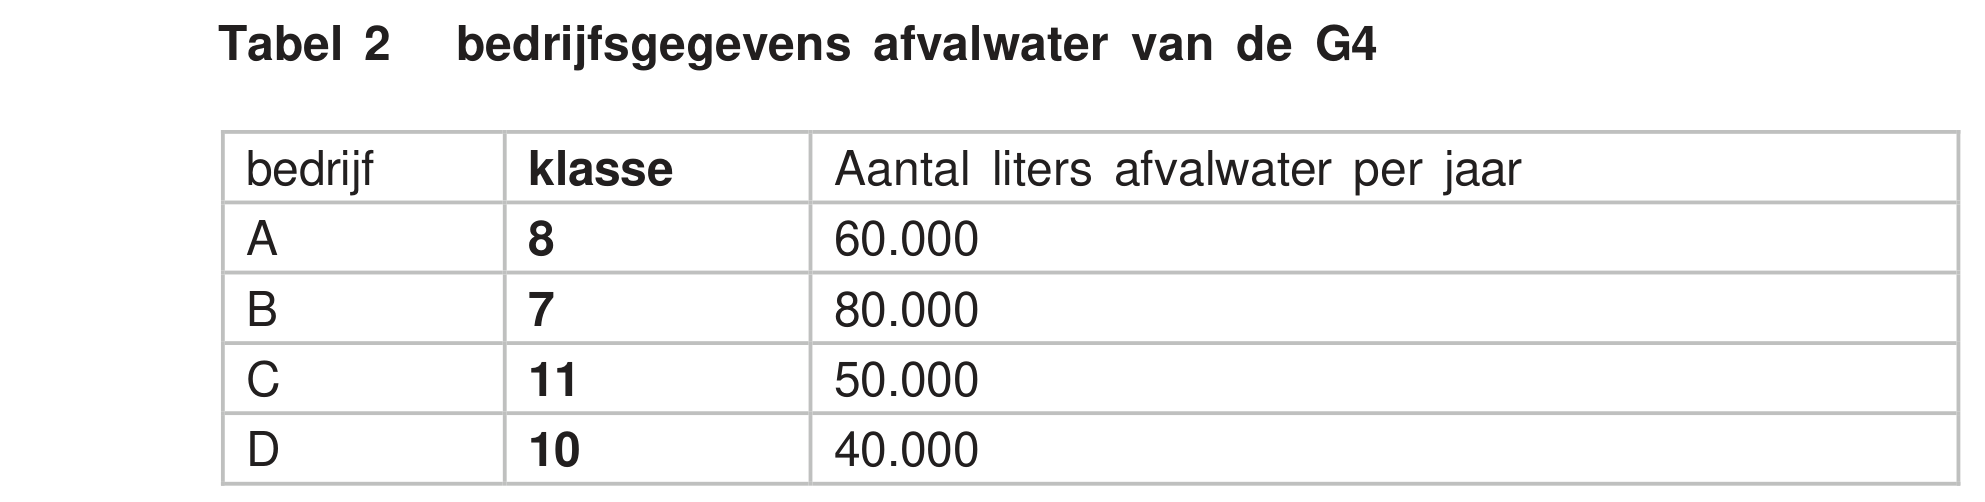 Tabel 2 bedrijfsgegevens afvalwater van de G4
bedrijf klasse Aantal liters afvalwater per jaar
A 8 60.000
B 7 80.000
C 11 50.000
D 10 40.000